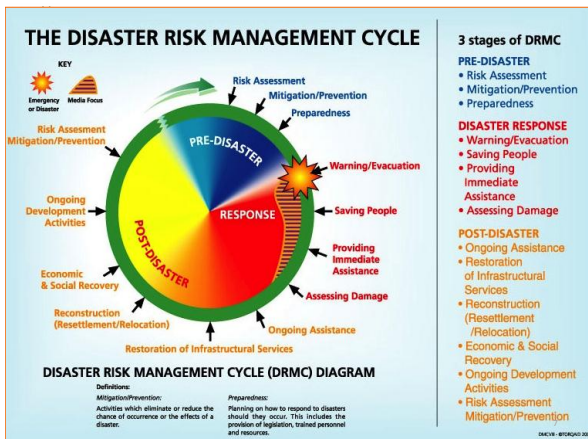 THE DISASTER RISK MANAGEMENT CYCLE
KEY
Emergency
or Disaster
Media Focus
Risk Assessment
Mitigation/Prevention
Preparedness
Warning/Evacuation
Saving People
Providing
Immediate
Assistance
Assessing Damage
Ongoing Assistance
Restoration of Infrastructural Services
Reconstruction
(Resettlement/Relocation)
Economic
& Social Recovery
Ongoing
Development
Activities
Risk Assesment
Mitigation/Prevention
PRE-DISASTER
RESPONSE
POST-DISASTER
DISASTER RISK MANAGEMENT CYCLE (DRMC) DIAGRAM
Definitions:
Mitigation/Prevention:
Activities which eliminate or reduce the
chance of occurrence or the effects of a
disaster.
Preparedness:
Planning on how to respond to disasters
should they occur. This includes the
provision of legislation, trained personnel
and resources.
3 stages of DRMC
PRE-DISASTER
• Risk Assessment
• Mitigation/Prevention
• Preparedness
DISASTER RESPONSE
• Warning/Evacuation
• Saving People
• Providing
Immediate
Assistance
• Assessing Damage
POST-DISASTER
• Ongoing Assistance
• Restoration
of Infrastructural
Services
• Reconstruction
(Resettlement
/Relocation)
• Economic & Social
Recovery
• Ongoing Development
Activities
• Risk Assessment
Mitigation/Prevention